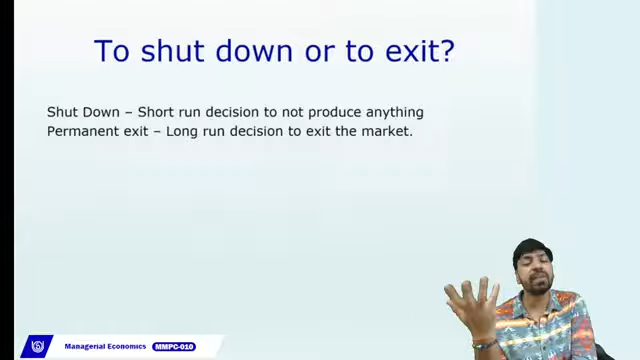 To shut down or to exit?
Shut Down – Short run decision to not produce anything
Permanent exit – Long run decision to exit the market.
Managerial Economics MMPC-010